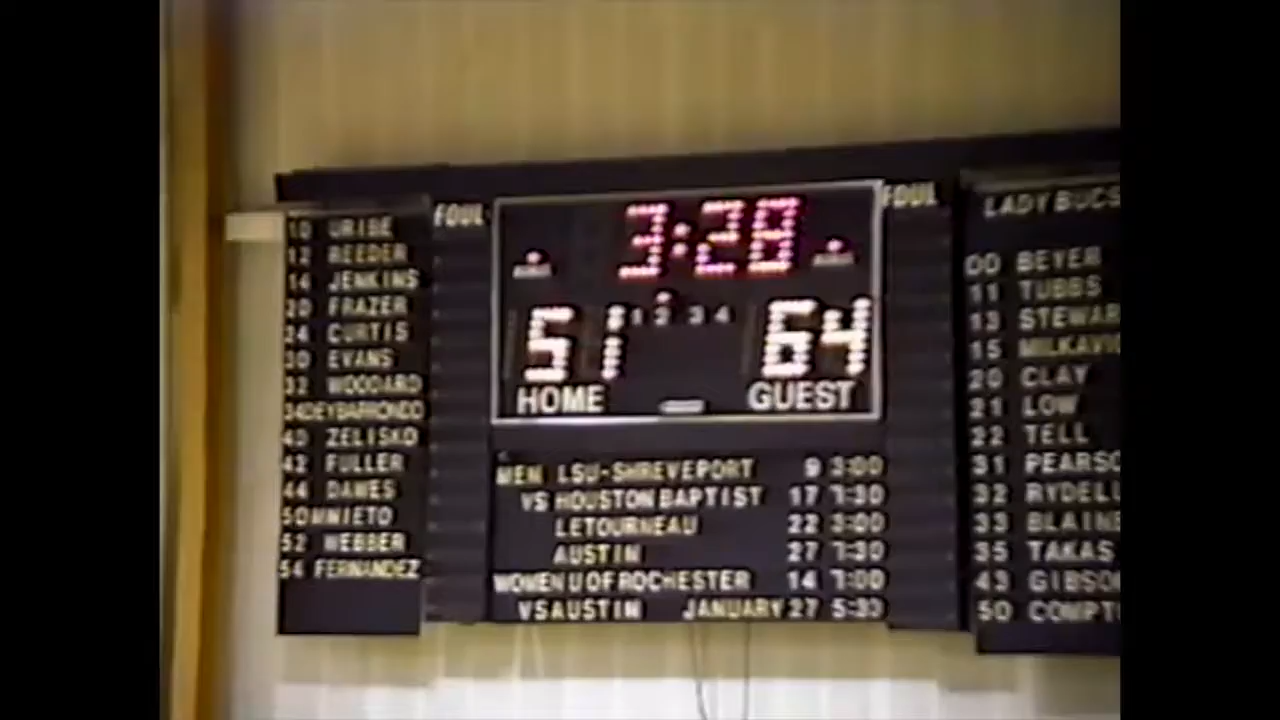 10 URIBE
12 REEDER
14 JENKINS
20 FRAZER
24 CURTIS
30 EVANS
32 WOODARD
34DEYBARRONDO
40 ZELISKO
42 FULLER
44 DAWES
50MNIETO
52 WEBBER
54 FERNANDEZ
FOUL
3:28
51 1 2 3 4 64
HOME GUEST
MEN LSU-SHREVEPORT 9 3:00
VS HOUSTON BAPTIST 17 7:30
LETOURNEAU 22 3:00
AUSTIN 27 7:30
WOMEN U OF ROCHESTER 14 7:00
VS AUSTIN JANUARY 27 5:30
FOUL
LADY BUCS
00 BEYER
11 TUBBS
13 STEWAR
15 MILKAVI
20 CLAY
21 LOW
22 TELL
31 PEARSO
32 RYDELL
33 BLAINE
35 TAKAS
43 GIBSON
50 COMPT